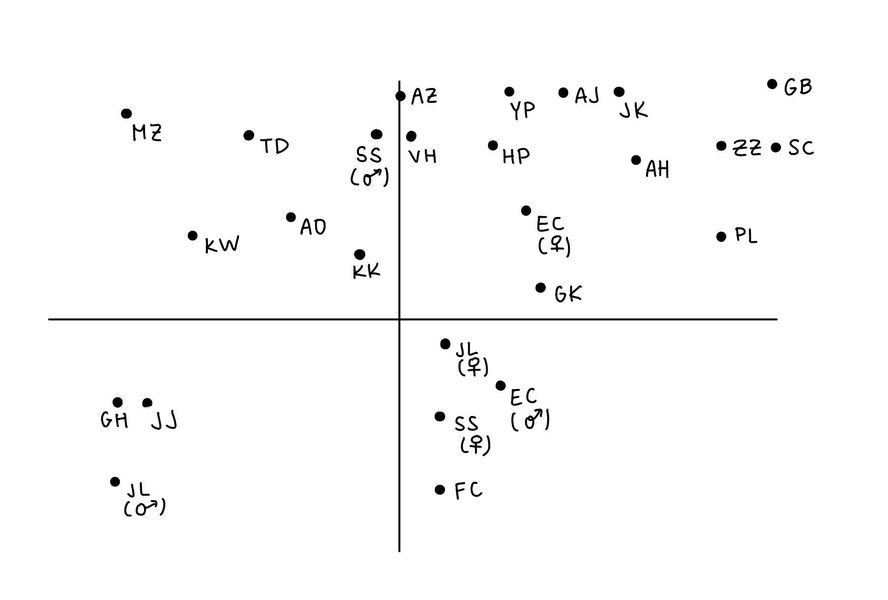 GB
AZ
YP
AJ
JK
MZ
TD
SS
(♂)
VH
HP
AH
ZZ
SC
KW
AO
KK
EC
(♀)
PL
GK
JL
(♀)
EC
(♂)
SS
(♀)
GH
JJ
JL
(♂)
FC